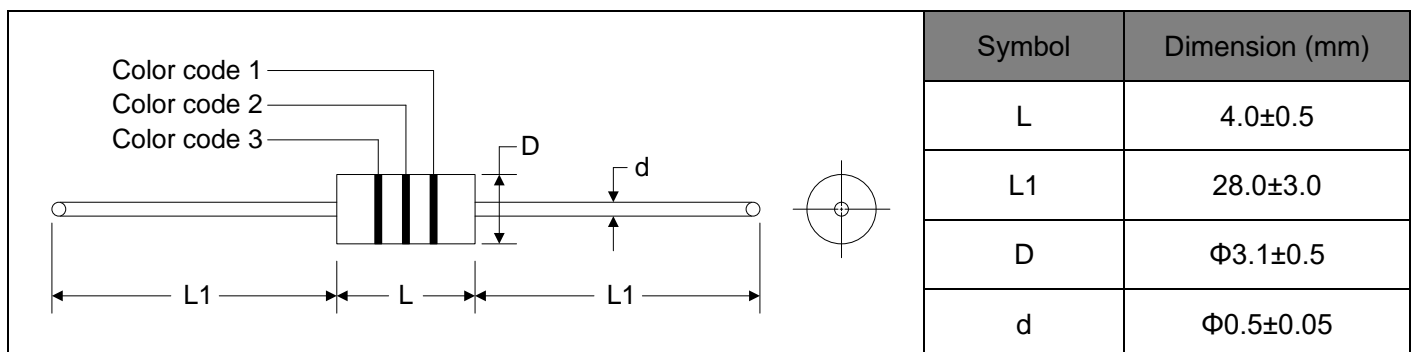 Color code 1
Color code 2
Color code 3
D
d
L1
L
L1
Symbol Dimension (mm)
L 4.0±0.5
L1 28.0±3.0
D Φ3.1±0.5
d Φ0.5±0.05